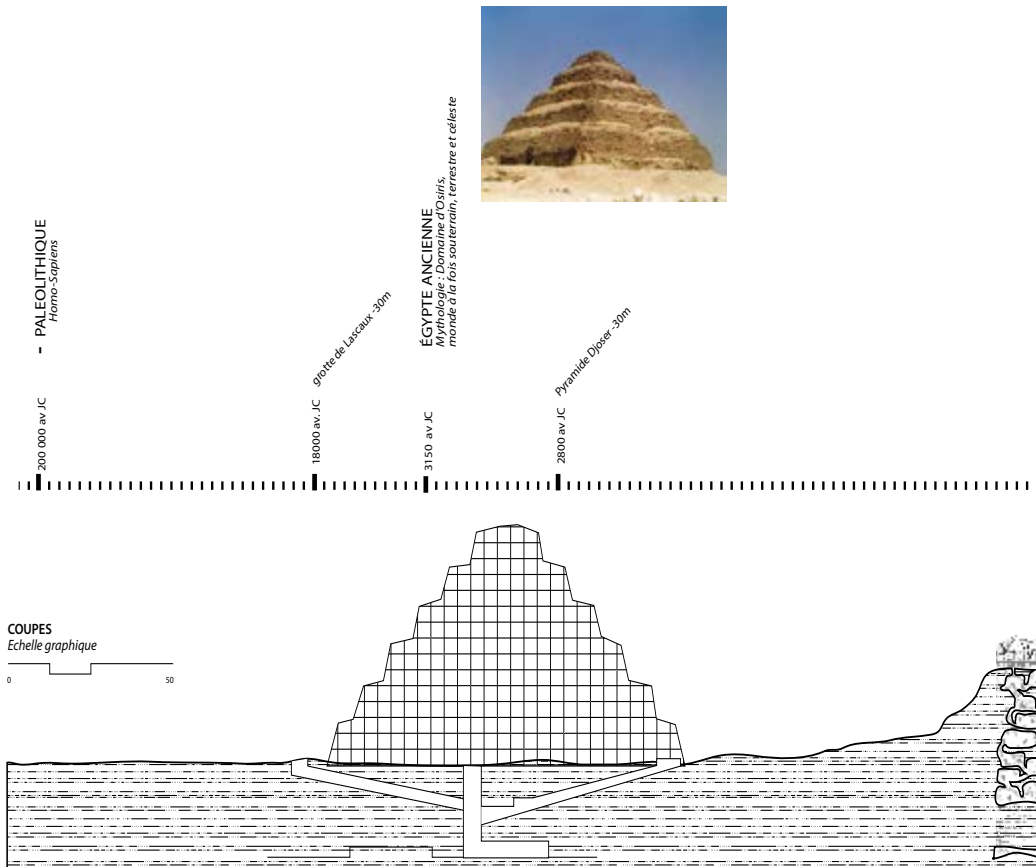 - PALEOLITHIQUE
Homo-Sapiens
200 000 av JC
grotte de Lascaux -30m
18000 av. JC
ÉGYPTE ANCIENNE
Mythologie : Domaine d'Osiris,
monde à la fois souterrain, terrestre et céleste
3150 av JC
Pyramide Djoser -30m
2800 av JC
COUPES
Echelle graphique
0 50